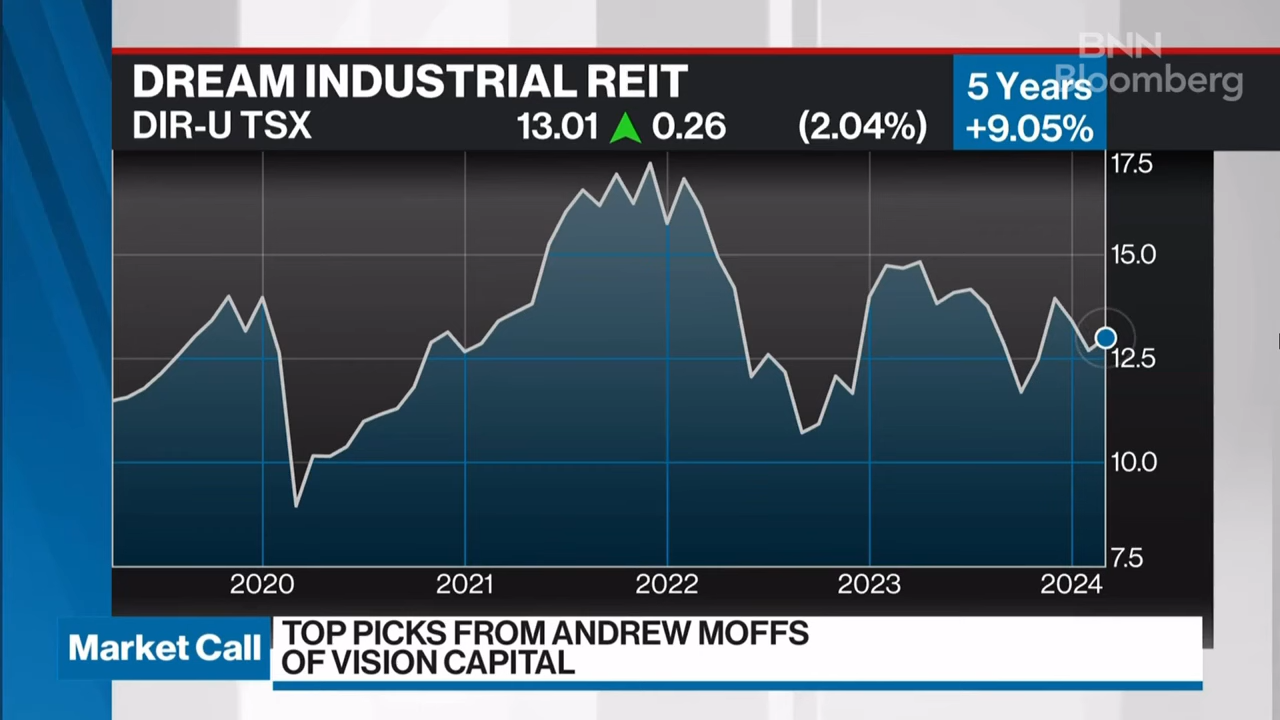 BNN
Bloomberg
DREAM INDUSTRIAL REIT
DIR-U TSX 13.01 ▲ 0.26 (2.04%)
5 Years
+9.05%
17.5
15.0
12.5
10.0
7.5
2020 2021 2022 2023 2024
Market Call
TOP PICKS FROM ANDREW MOFFS
OF VISION CAPITAL